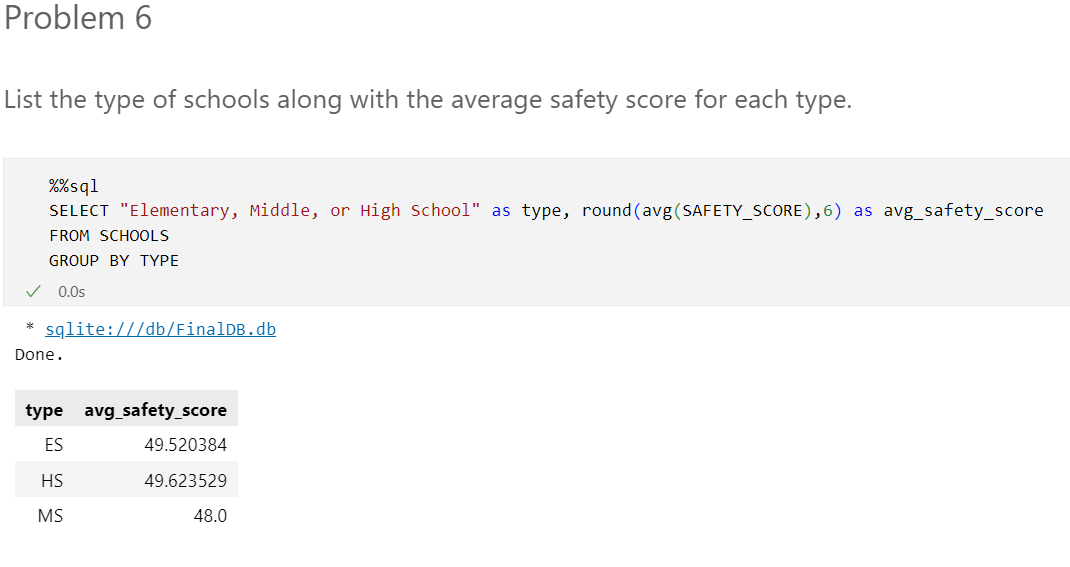 Problem 6
List the type of schools along with the average safety score for each type.
%%sql
SELECT "Elementary, Middle, or High School" as type, round(avg(SAFETY_SCORE),6) as avg_safety_score
FROM SCHOOLS
GROUP BY TYPE
✓ 0.0s
* sqlite:///db/FinalDB.db
Done.
type avg_safety_score
ES 49.520384
HS 49.623529
MS 48.0